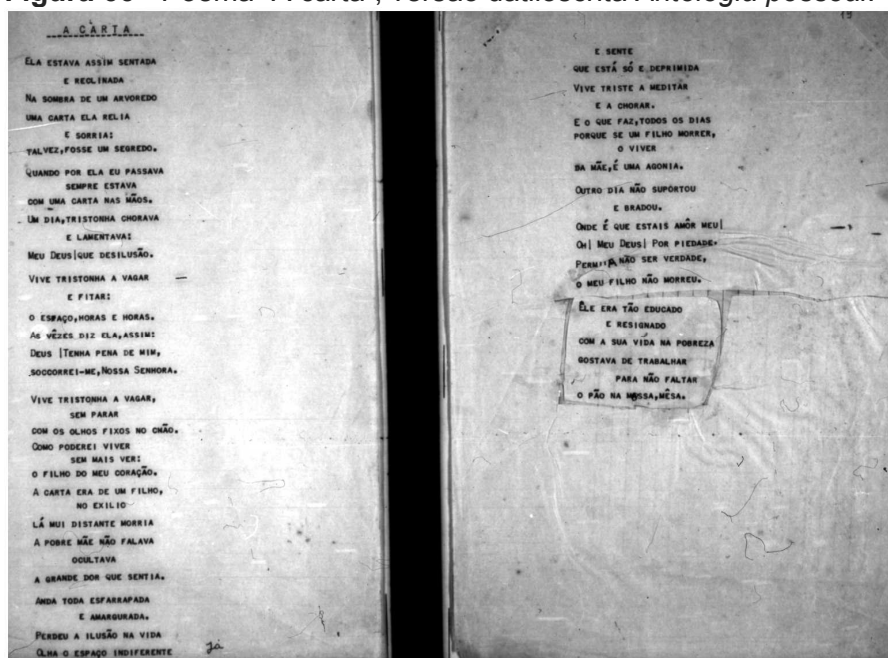 A CARTA
ELA ESTAVA ASSIM SENTADA
E RECLINADA
NA SOMBRA DE UM ARVOREDO
UMA CARTA ELA RELIA
E SORRIA:
TALVEZ,FOSSE UM SEGREDO.
QUANDO POR ELA EU PASSAVA
SEMPRE ESTAVA
COM UMA CARTA NAS MÃOS.
UM DIA,TRISTONHA CHORAVA
E LAMENTAVA:
MEU DEUS|QUE DESILUSÃO.
VIVE TRISTONHA A VAGAR
E FITAR:
O ESPAÇO,HORAS E HORAS.
AS VÊZES DIZ ELA,ASSIM:
DEUS |TENHA PENA DE MIM,
SOCCORREI-ME,NOSSA SENHORA.
VIVE TRISTONHA A VAGAR,
SEM PARAR
COM OS OLHOS FIXOS NO CHÃO.
COMO PODEREI VIVER
SEM MAIS VER:
O FILHO DO MEU CORAÇÃO.
A CARTA ERA DE UM FILHO,
NO EXILIO
LÁ MUI DISTANTE MORRIA
A POBRE MÃE NÃO FALAVA
OCULTAVA
A GRANDE DOR QUE SENTIA.
ANDA TODA ESFARRAPADA
E AMARGURADA.
PERDEU A ILUSÃO NA VIDA
OLHA O ESPAÇO INDIFERENTE
Já
19
E SENTE
QUE ESTÁ SÓ E DEPRIMIDA
VIVE TRISTE A MEDITAR
E A CHORAR.
E O QUE FAZ,TODOS OS DIAS
PORQUE SE UM FILHO MORRER,
O VIVER
DA MÃE,É UMA AGONIA.
OUTRO DIA NÃO SUPORTOU
E BRADOU.
ONDE É QUE ESTAIS AMÔR MEU|
OH| MEU DEUS| POR PIEDADE.
NÃO SER VERDADE,
O MEU FILHO NÃO MORREU.
ÊLE ERA TÃO EDUCADO
E RESIGNADO
COM A SUA VIDA NA POBREZA
GOSTAVA DE TRABALHAR
PARA NÃO FALTAR
O PÃO NA NOSSA,MÊSA.